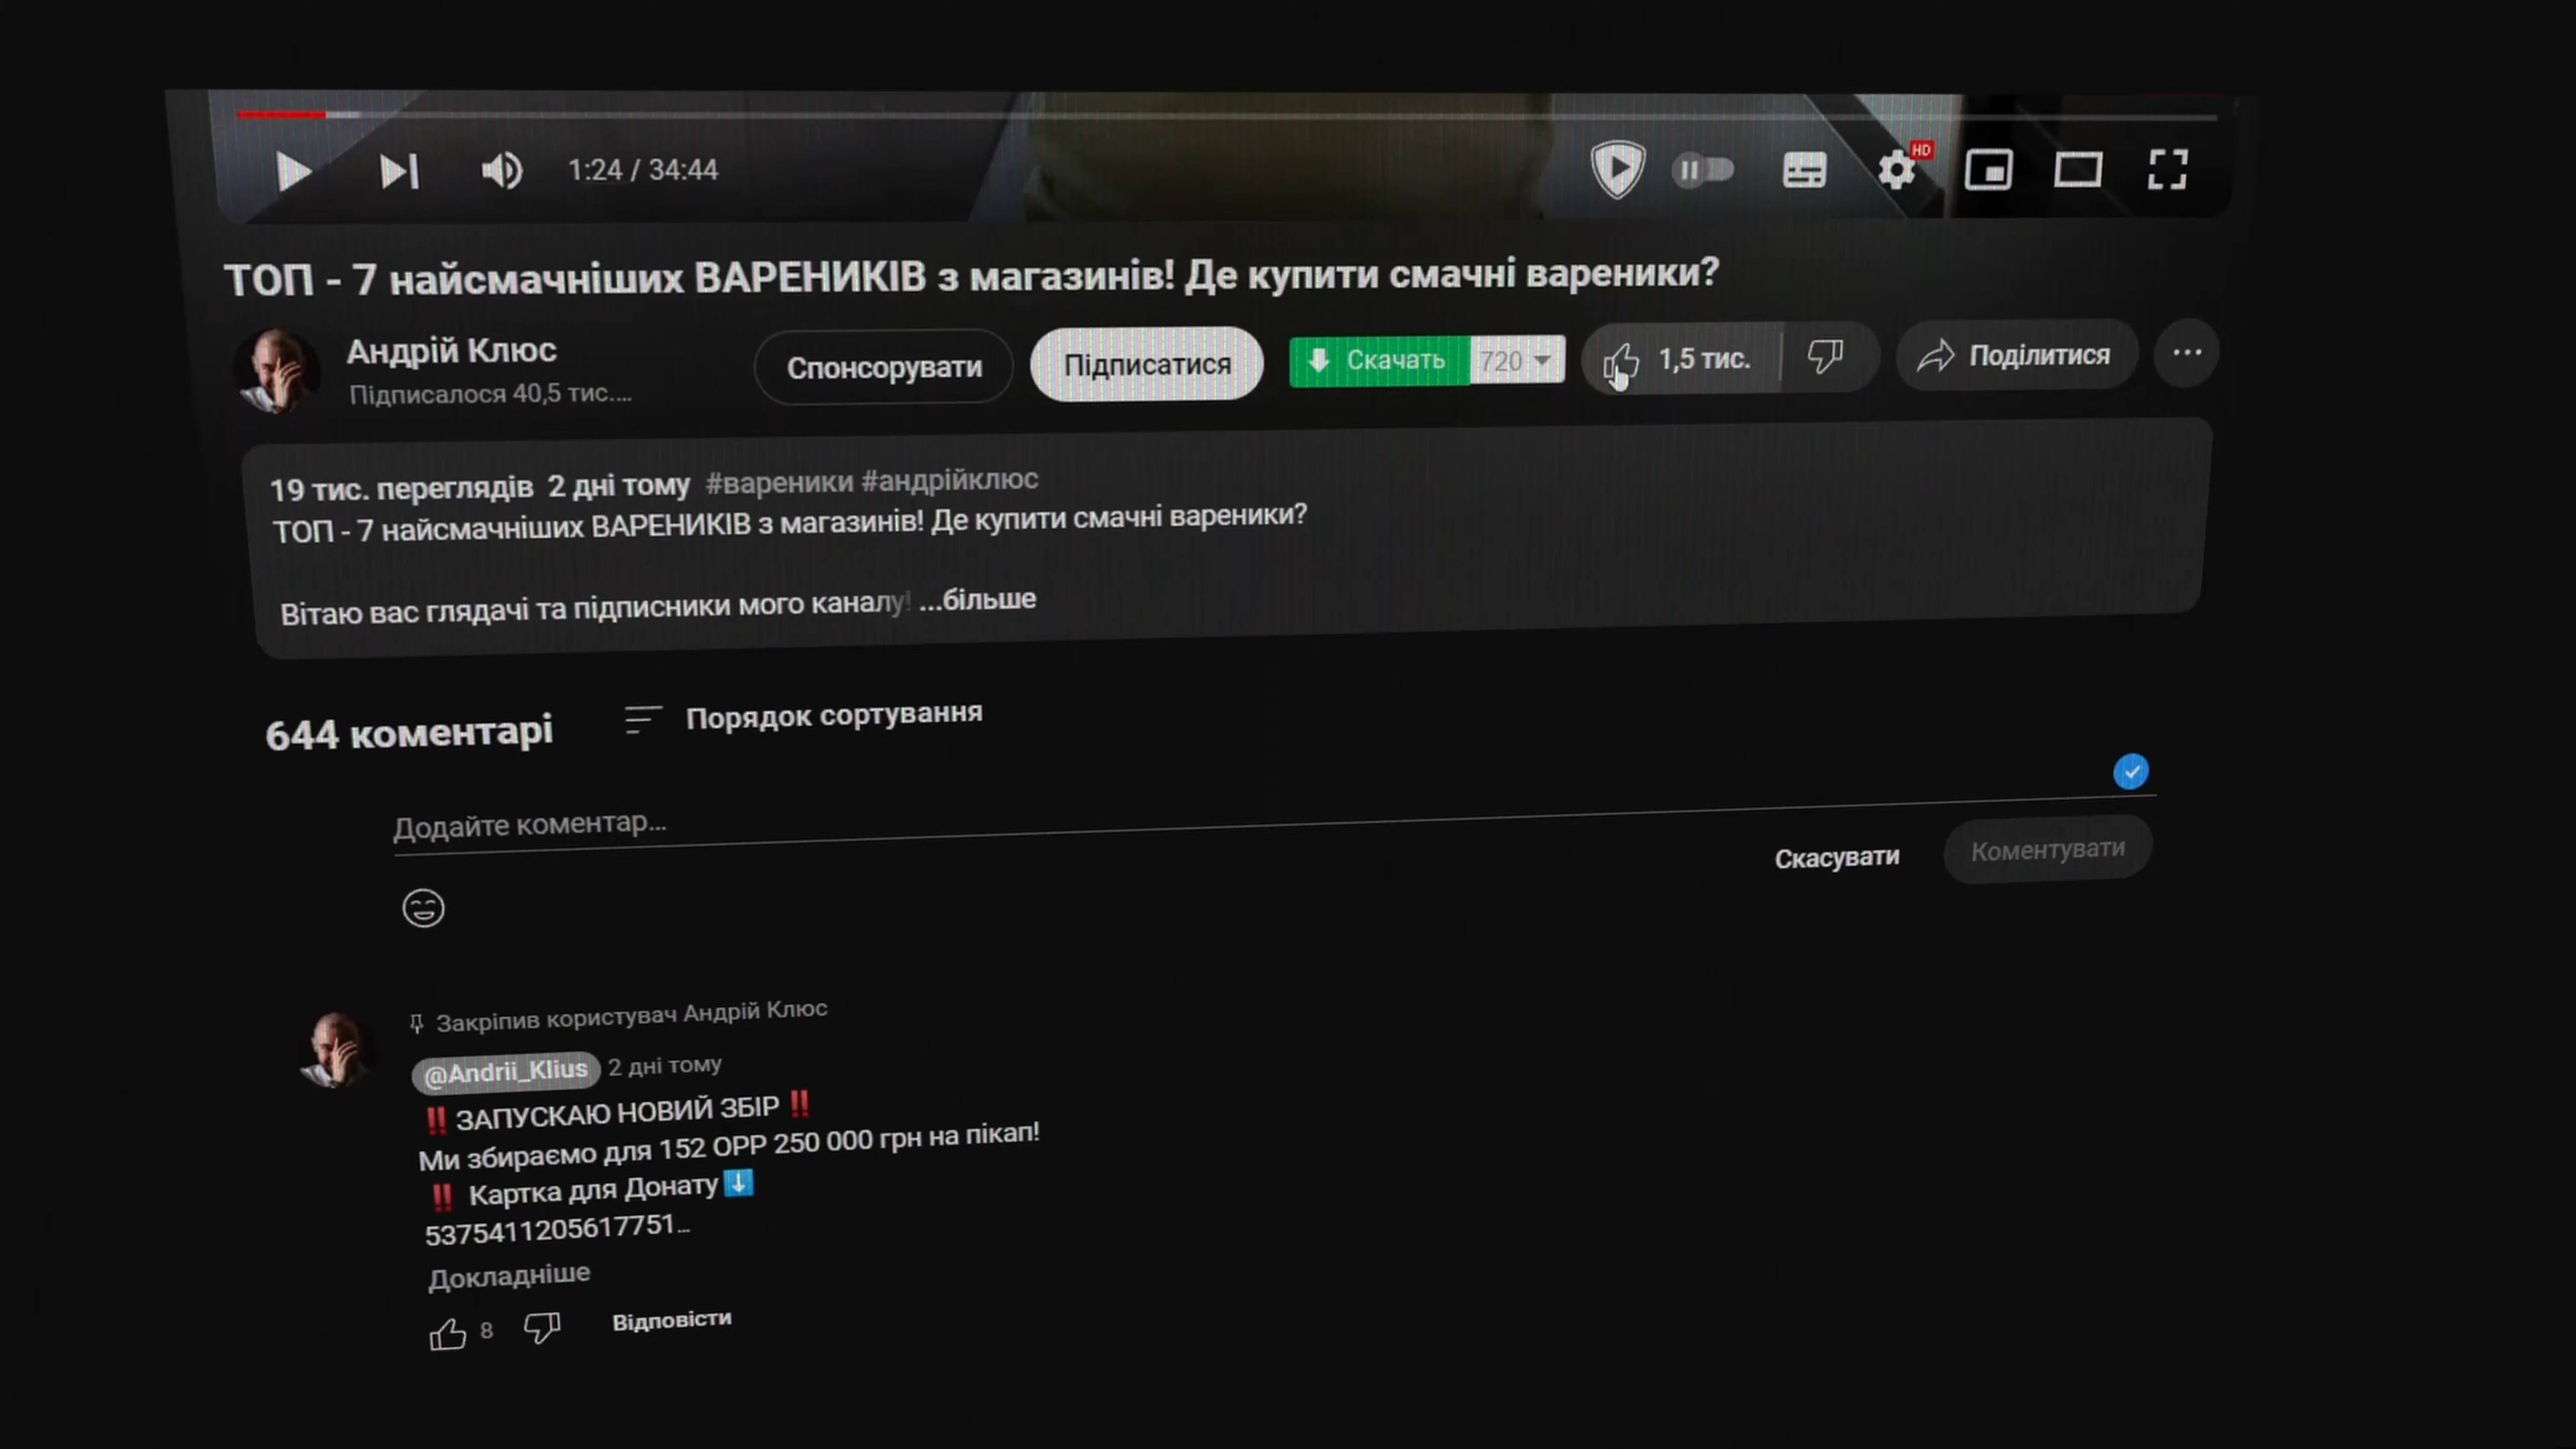 1:24 / 34:44
HD
ТОП - 7 найсмачніших ВАРЕНИКІВ з магазинів! Де купити смачні вареники?
Андрій Клюс
Підписалося 40,5 тис....
Спонсорувати
Підписатися
Скачать
720
1,5 тис.
Поділитися
19 тис. переглядів 2 дні тому #вареники #андрійклюс
ТОП - 7 найсмачніших ВАРЕНИКІВ з магазинів! Де купити смачні вареники?
Вітаю вас глядачі та підписники мого каналу! ...більше
644 коментарі
Порядок сортування
Додайте коментар...
Скасувати
Коментувати
Закріпив користувач Андрій Клюс
@Andrii_Klius 2 дні тому
‼️ ЗАПУСКАЮ НОВИЙ ЗБІР ‼️
Ми збираємо для 152 ОРР 250 000 грн на пікап!
‼️ Картка для Донату⬇️
5375411205617751...
Докладніше
8
Відповісти